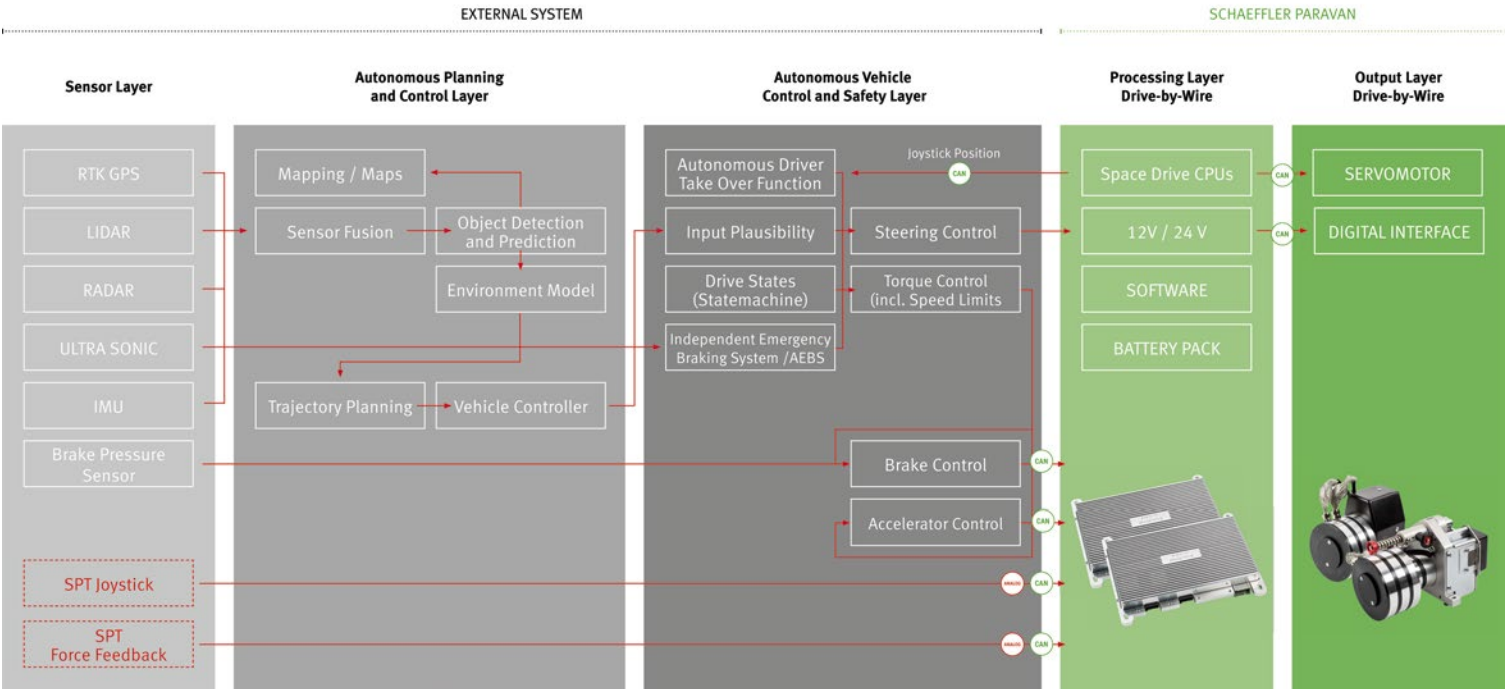 EXTERNAL SYSTEM
SCHAEFFLER PARAVAN
Sensor Layer
Autonomous Planning
and Control Layer
Autonomous Vehicle
Control and Safety Layer
Processing Layer
Drive-by-Wire
Output Layer
Drive-by-Wire
RTK GPS
LIDAR
RADAR
ULTRA SONIC
IMU
Brake Pressure
Sensor
SPT Joystick
SPT
Force Feedback
Mapping / Maps
Sensor Fusion
Object Detection
and Prediction
Environment Model
Trajectory Planning
Vehicle Controller
Autonomous Driver
Take Over Function
Joystick Position
CAN
Input Plausibility
Steering Control
Drive States
(Statemachine)
Torque Control
(incl. Speed Limits
Independent Emergency
Braking System /AEBS
Brake Control
CAN
Accelerator Control
CAN
ANALOG
CAN
ANALOG
CAN
Space Drive CPUs
CAN
12V / 24 V
CAN
SOFTWARE
BATTERY PACK
SERVOMOTOR
DIGITAL INTERFACE